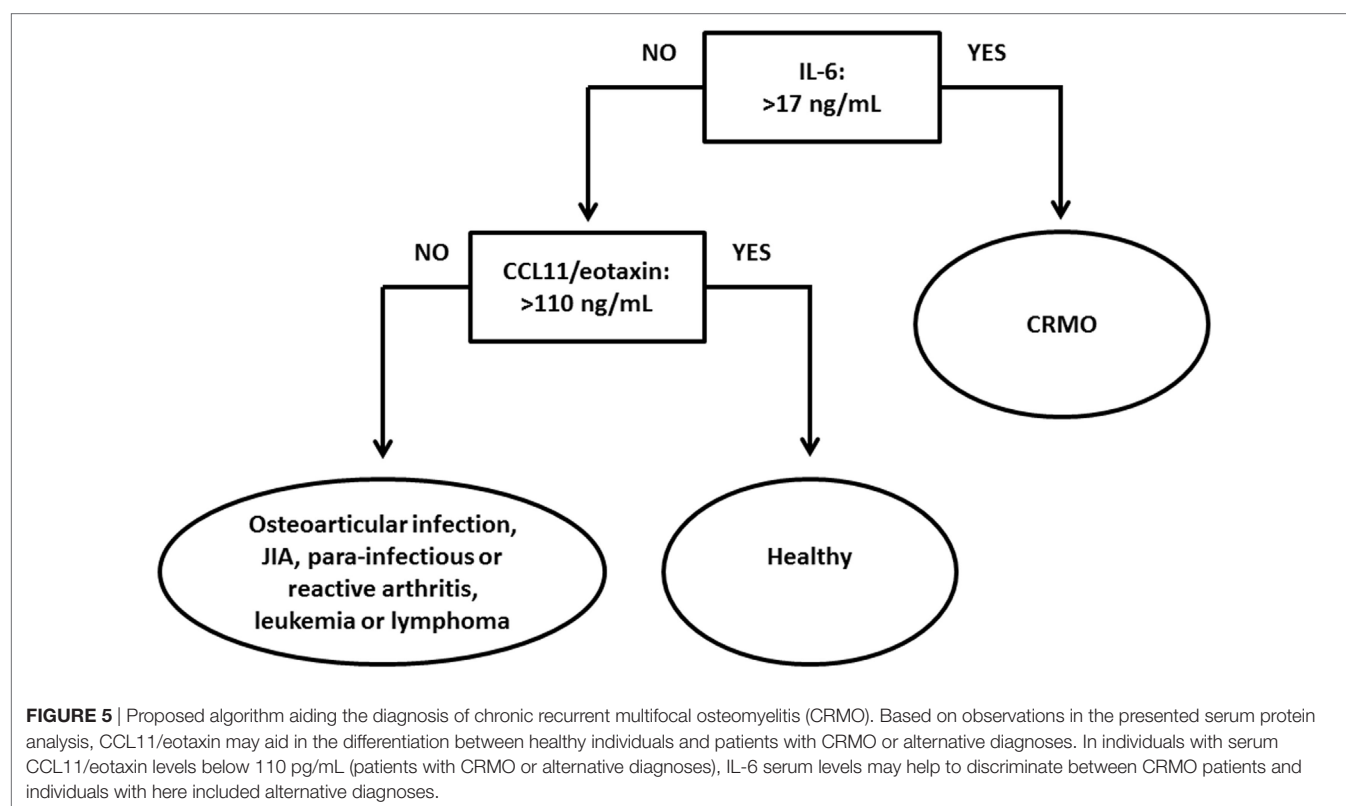 NO
YES
IL-6:
>17 ng/mL
NO
YES
CCL11/eotaxin:
>110 ng/mL
CRMO
Osteoarticular infection,
JIA, para-infectious or
reactive arthritis,
leukemia or lymphoma
Healthy
FIGURE 5 | Proposed algorithm aiding the diagnosis of chronic recurrent multifocal osteomyelitis (CRMO). Based on observations in the presented serum protein
analysis, CCL11/eotaxin may aid in the differentiation between healthy individuals and patients with CRMO or alternative diagnoses. In individuals with serum
CCL11/eotaxin levels below 110 pg/mL (patients with CRMO or alternative diagnoses), IL-6 serum levels may help to discriminate between CRMO patients and
individuals with here included alternative diagnoses.